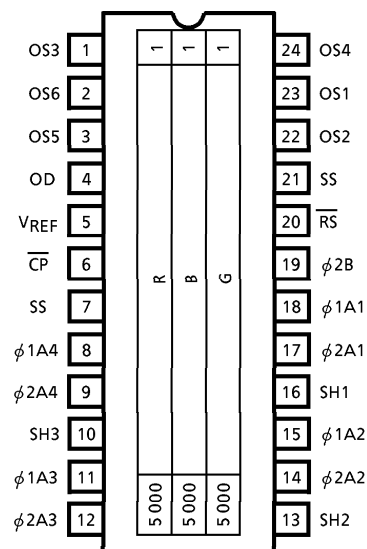 OS3 1 1 1 1 24 OS4
OS6 2 23 OS1
OS5 3 22 OS2
OD 4 21 SS
VREF 5 20 R̅S̅
C̅P̅ 6 R B G 19 ϕ2B
SS 7 18 ϕ1A1
ϕ1A4 8 17 ϕ2A1
ϕ2A4 9 16 SH1
SH3 10 15 ϕ1A2
ϕ1A3 11 5 000 5 000 5 000 14 ϕ2A2
ϕ2A3 12 13 SH2